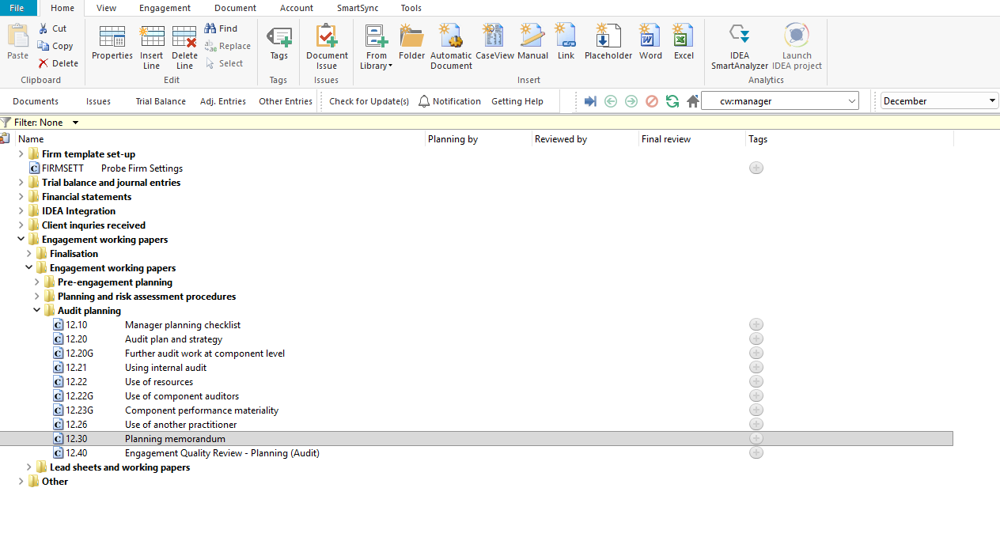 File Home View Engagement Document Account SmartSync Tools
Paste Cut Copy Delete
Clipboard
Properties Insert Line Delete Line Find Replace Select
Edit
Tags
Tags
Document Issue
Issues
From Library Folder Automatic Document CaseView Manual Link Placeholder Word Excel
Insert
IDEA SmartAnalyzer Launch IDEA project
Analytics
Documents Issues Trial Balance Adj. Entries Other Entries Check for Update(s) Notification Getting Help cw:manager December
Filter: None
Name Planning by Reviewed by Final review Tags
Firm template set-up
C FIRMSETT Probe Firm Settings
Trial balance and journal entries
Financial statements
IDEA Integration
Client inquries received
Engagement working papers
Finalisation
Engagement working papers
Pre-engagement planning
Planning and risk assessment procedures
Audit planning
C 12.10 Manager planning checklist
C 12.20 Audit plan and strategy
C 12.20G Further audit work at component level
C 12.21 Using internal audit
C 12.22 Use of resources
C 12.22G Use of component auditors
C 12.23G Component performance materiality
C 12.26 Use of another practitioner
C 12.30 Planning memorandum
C 12.40 Engagement Quality Review - Planning (Audit)
Lead sheets and working papers
Other